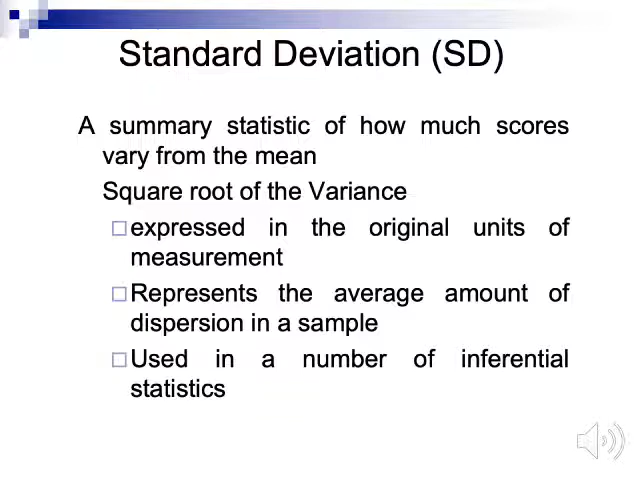 Standard Deviation (SD)
A summary statistic of how much scores
vary from the mean
Square root of the Variance
expressed in the original units of
measurement
Represents the average amount of
dispersion in a sample
Used in a number of inferential
statistics